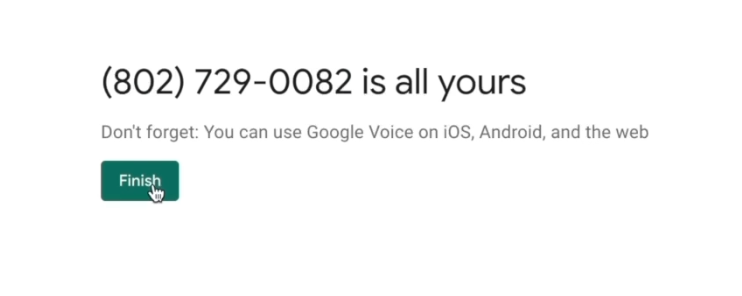 (802) 729-0082 is all yours
Don't forget: You can use Google Voice on iOS, Android, and the web
Finish